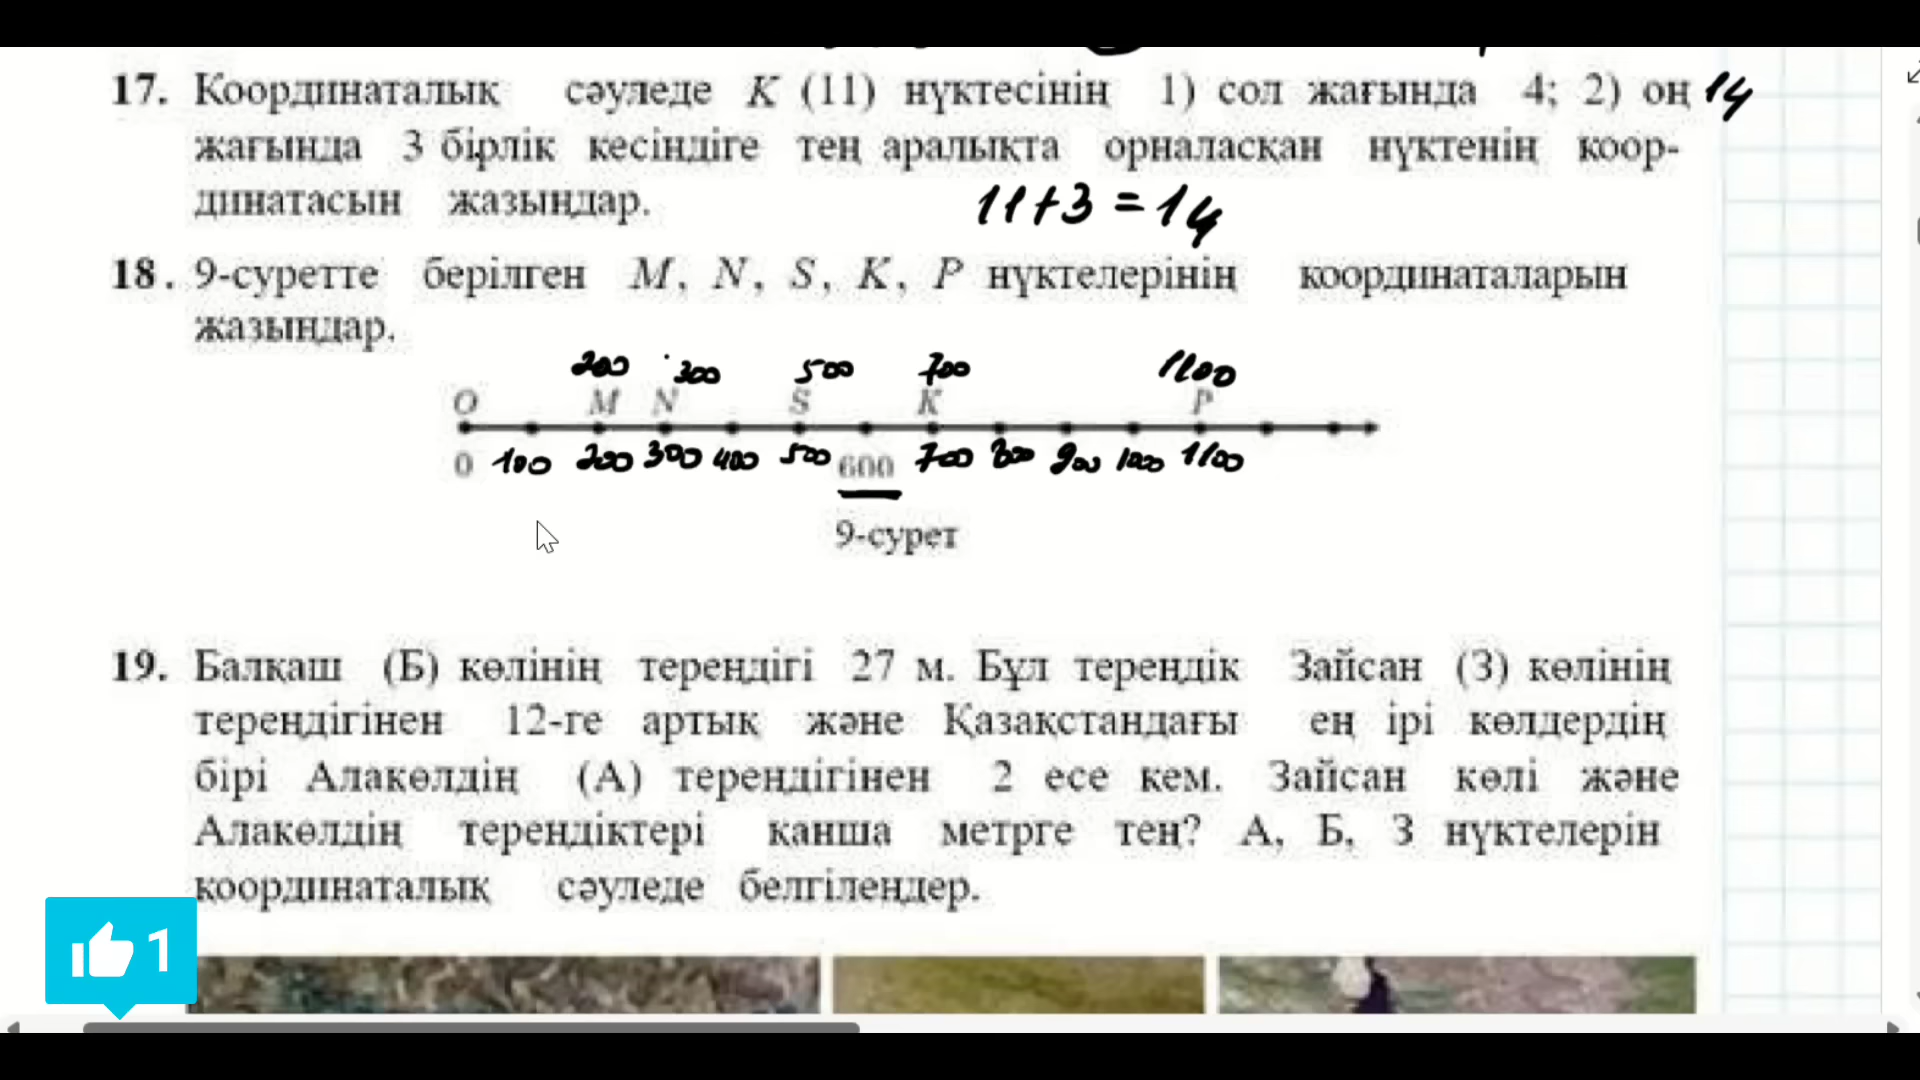 17. Координаталық сәуледе K (11) нүктесінің 1) сол жағында 4; 2) оң 14
жағында 3 бірлік кесіндіге тең аралықта орналасқан нүктенің коор-
динатасын жазыңдар.
11+3=14
18. 9-суретте берілген M, N, S, K, P нүктелерінің координаталарын
жазыңдар.
200 300 500 700 1100
O M N S K P
0 100 200 300 400 500 600 700 800 900 1000 1100
9-сурет
19. Балқаш (Б) көлінің тереңдігі 27 м. Бұл тереңдік Зайсан (З) көлінің
тереңдігінен 12-ге артық және Қазақстандағы ең ірі көлдердің
бірі Алакөлдің (А) тереңдігінен 2 есе кем. Зайсан көлі және
Алакөлдің тереңдіктері қанша метрге тең? А, Б, З нүктелерін
координаталық сәуледе белгілеңдер.
1